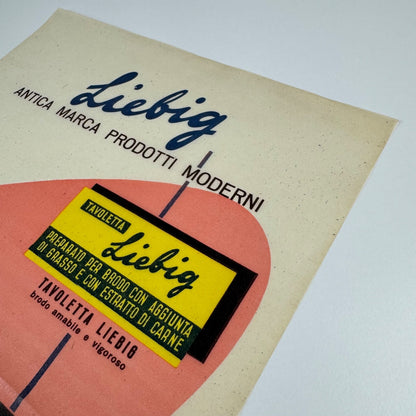 Liebig
ANTICA MARCA PRODOTTI MODERNI
TAVOLETTA
Liebig
PREPARATO PER BRODO CON AGGIUNTA
DI GRASSO E CON ESTRATTO DI CARNE
TAVOLETTA LIEBIG
brodo amabile e vigoroso